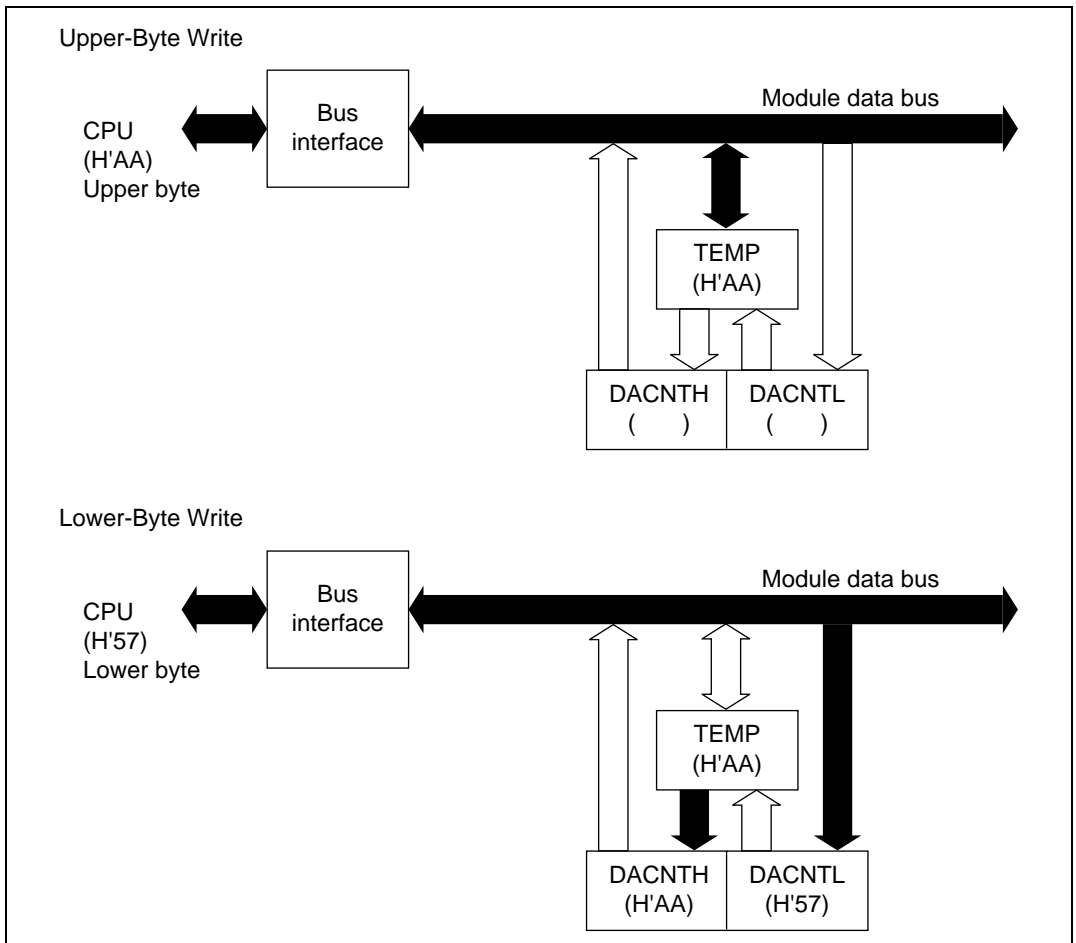 Upper-Byte Write
CPU
(H'AA)
Upper byte
Bus
interface
Module data bus
TEMP
(H'AA)
DACNTH
(      )
DACNTL
(      )
Lower-Byte Write
CPU
(H'57)
Lower byte
Bus
interface
Module data bus
TEMP
(H'AA)
DACNTH
(H'AA)
DACNTL
(H'57)